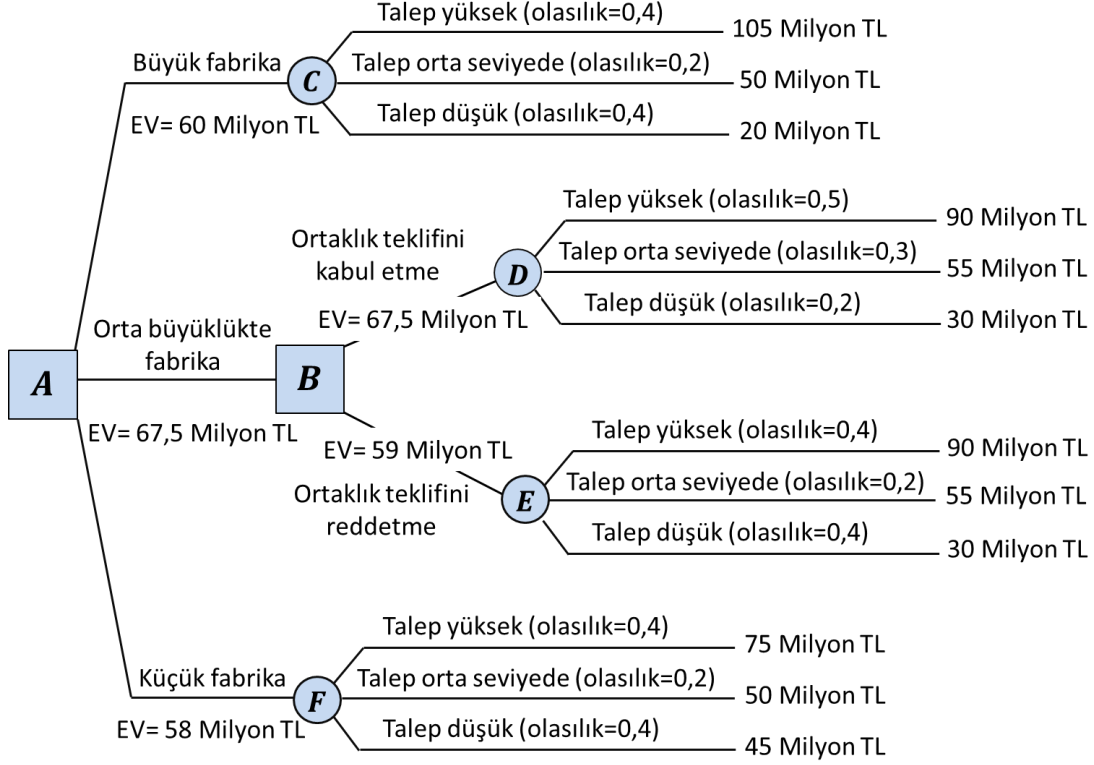 Talep yüksek (olasılık=0,4)
105 Milyon TL
Büyük fabrika
C
Talep orta seviyede (olasılık=0,2)
50 Milyon TL
EV= 60 Milyon TL
Talep düşük (olasılık=0,4)
20 Milyon TL
Talep yüksek (olasılık=0,5)
90 Milyon TL
Ortaklık teklifini
kabul etme
D
Talep orta seviyede (olasılık=0,3)
55 Milyon TL
EV= 67,5 Milyon TL
Talep düşük (olasılık=0,2)
30 Milyon TL
Orta büyüklükte
fabrika
A
B
EV= 67,5 Milyon TL
EV= 59 Milyon TL
Ortaklık teklifini
reddetme
E
Talep yüksek (olasılık=0,4)
90 Milyon TL
Talep orta seviyede (olasılık=0,2)
55 Milyon TL
Talep düşük (olasılık=0,4)
30 Milyon TL
Talep yüksek (olasılık=0,4)
75 Milyon TL
Küçük fabrika
F
Talep orta seviyede (olasılık=0,2)
50 Milyon TL
EV= 58 Milyon TL
Talep düşük (olasılık=0,4)
45 Milyon TL